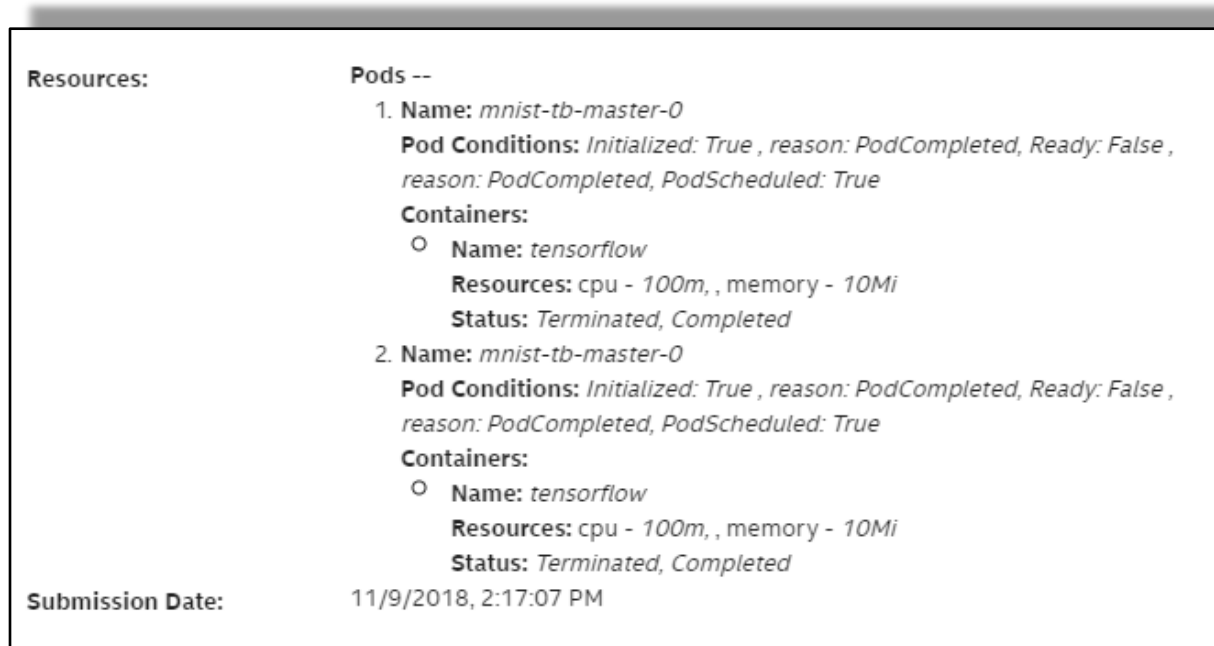 Resources: Pods --
1. Name: mnist-tb-master-0
Pod Conditions: Initialized: True , reason: PodCompleted, Ready: False ,
reason: PodCompleted, PodScheduled: True
Containers:
Name: tensorflow
Resources: cpu - 100m, , memory - 10Mi
Status: Terminated, Completed
2. Name: mnist-tb-master-0
Pod Conditions: Initialized: True , reason: PodCompleted, Ready: False ,
reason: PodCompleted, PodScheduled: True
Containers:
Name: tensorflow
Resources: cpu - 100m, , memory - 10Mi
Status: Terminated, Completed
Submission Date: 11/9/2018, 2:17:07 PM